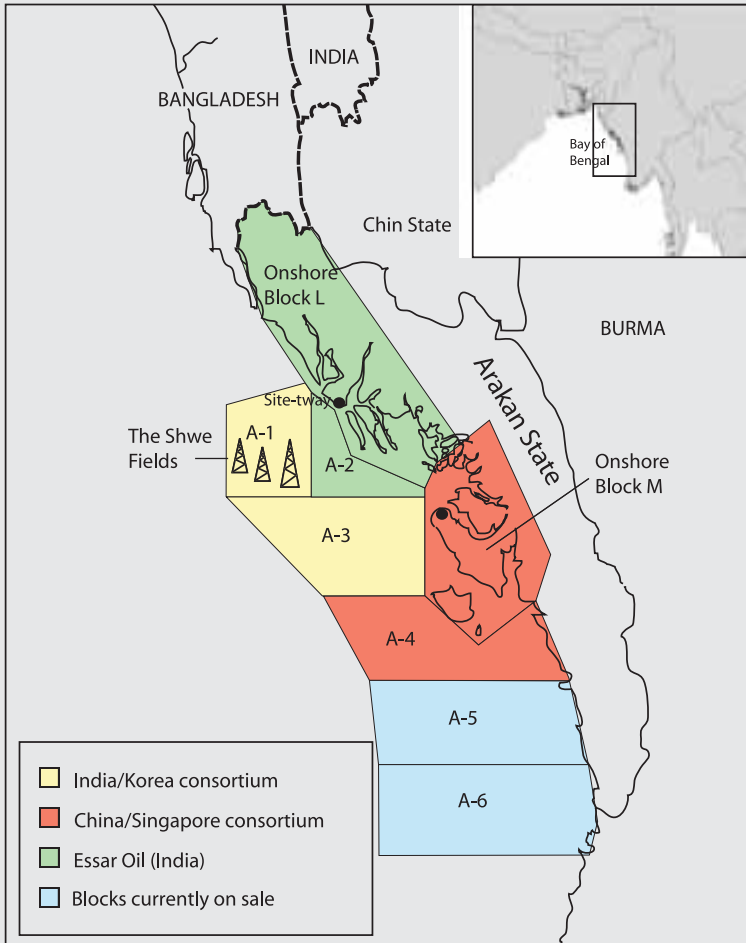 INDIA
BANGLADESH
Bay of
Bengal
Chin State
Onshore
Block L
BURMA
Arakan State
Site-tway
A-1
The Shwe
Fields
A-2
Onshore
Block M
A-3
A-4
A-5
A-6
India/Korea consortium
China/Singapore consortium
Essar Oil (India)
Blocks currently on sale